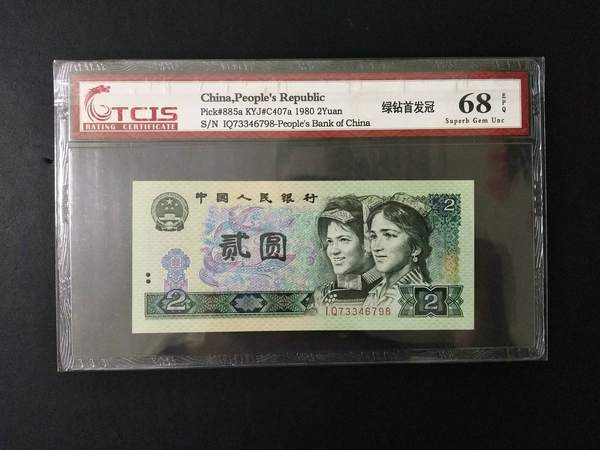 TCJS
RATING CERTIFICATE
China,People's Republic
Pick#885a KYJ#C407a 1980 2Yuan
S/N IQ73346798-People's Bank of China
绿钻首发冠
68
EPQ
Superb Gem Unc
中国人民银行
2
贰圆
2
2
IQ73346798